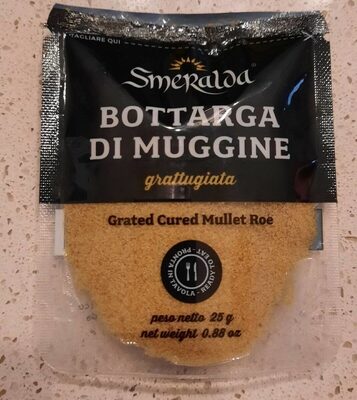 TAGLIARE QUI
Smeralda
BOTTARGA
DI MUGGINE
grattugiata
Grated Cured Mullet Roe
PRONTA IN TAVOLA - READY TO EAT -
peso netto 25 g
net weight 0.88 oz